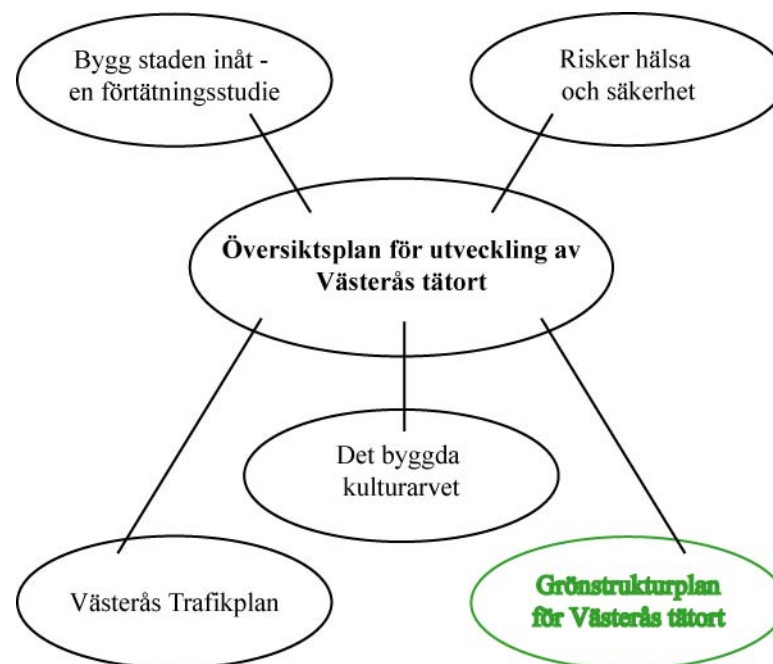 Bygg staden inåt -
en förtätningsstudie
Risker hälsa
och säkerhet
Översiktsplan för utveckling av
Västerås tätort
Det byggda
kulturarvet
Västerås Trafikplan
Grönstrukturplan
för Västerås tätort